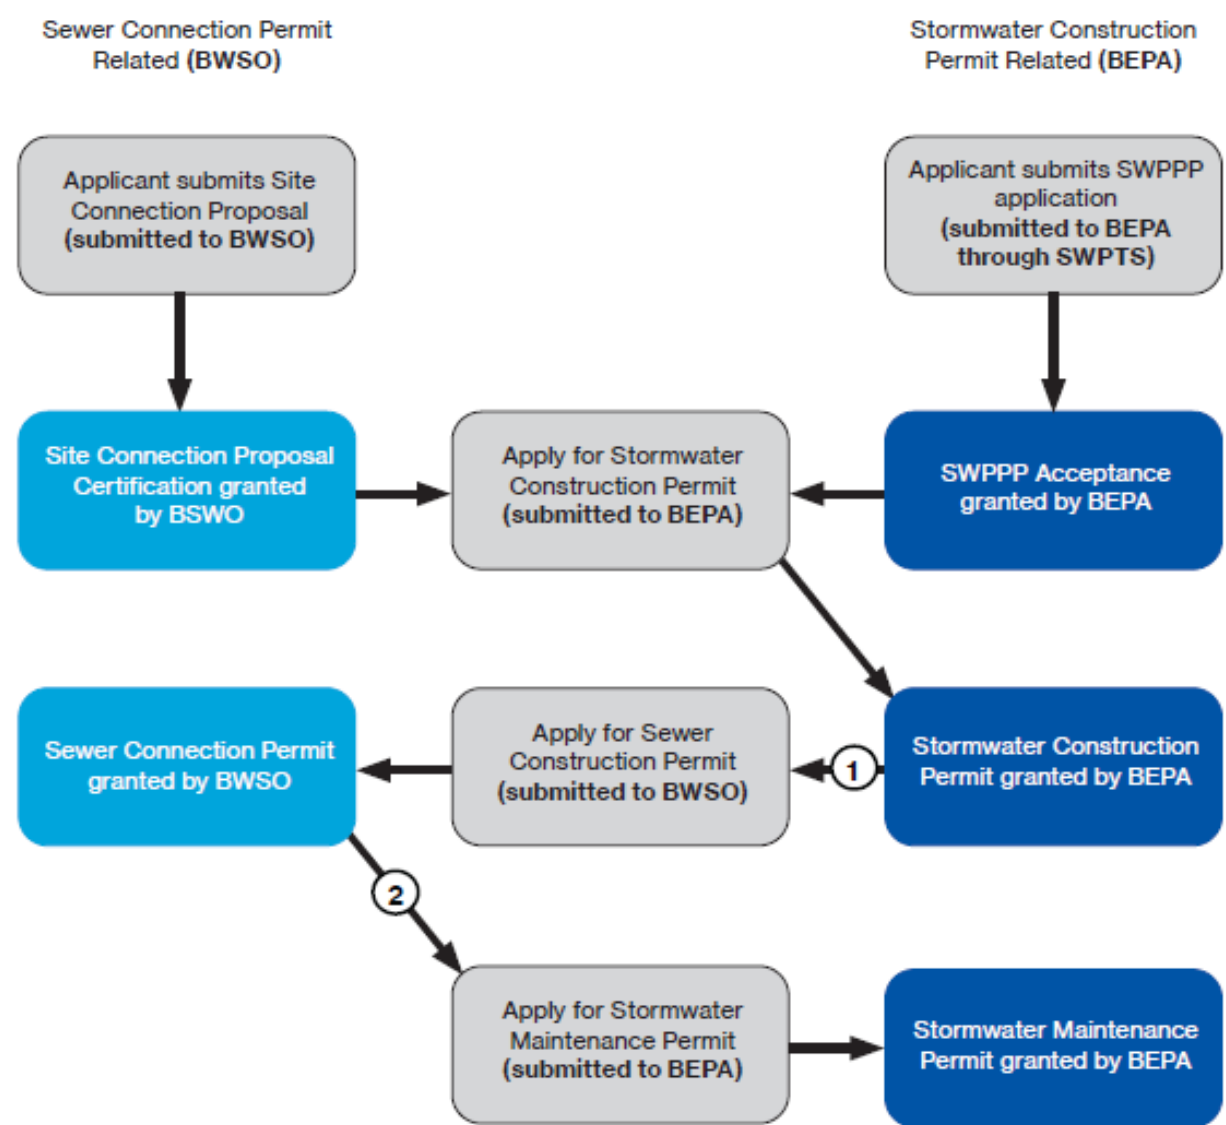 Sewer Connection Permit
Related (BWSO)
Stormwater Construction
Permit Related (BEPA)
Applicant submits Site
Connection Proposal
(submitted to BWSO)
Applicant submits SWPPP
application
(submitted to BEPA
through SWPTS)
Site Connection Proposal
Certification granted
by BSWO
Apply for Stormwater
Construction Permit
(submitted to BEPA)
SWPPP Acceptance
granted by BEPA
Sewer Connection Permit
granted by BWSO
Apply for Sewer
Construction Permit
(submitted to BWSO)
1
Stormwater Construction
Permit granted by BEPA
2
Apply for Stormwater
Maintenance Permit
(submitted to BEPA)
Stormwater Maintenance
Permit granted by BEPA